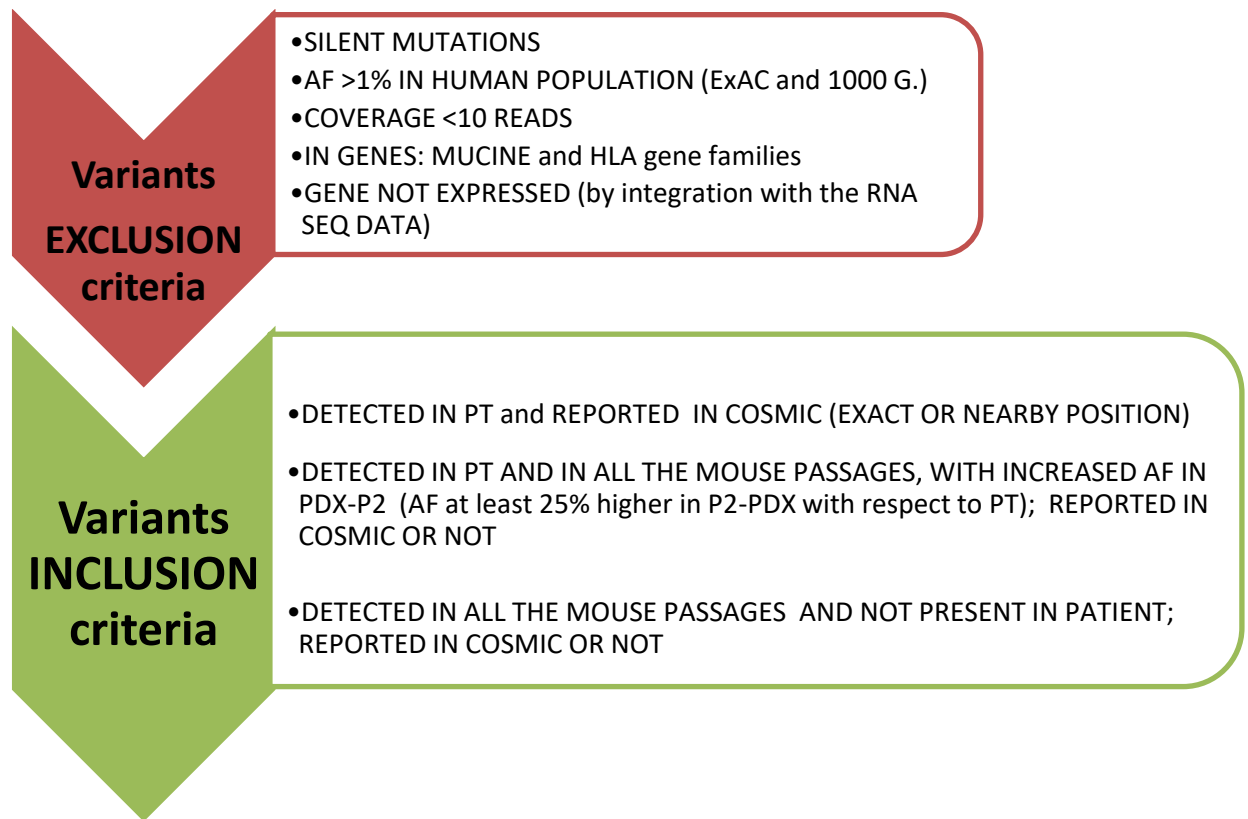 Variants
EXCLUSION
criteria
•SILENT MUTATIONS
•AF >1% IN HUMAN POPULATION (ExAC and 1000 G.)
•COVERAGE <10 READS
•IN GENES: MUCINE and HLA gene families
•GENE NOT EXPRESSED (by integration with the RNA
SEQ DATA)
Variants
INCLUSION
criteria
•DETECTED IN PT and REPORTED IN COSMIC (EXACT OR NEARBY POSITION)
•DETECTED IN PT AND IN ALL THE MOUSE PASSAGES, WITH INCREASED AF IN
PDX-P2 (AF at least 25% higher in P2-PDX with respect to PT); REPORTED IN
COSMIC OR NOT
•DETECTED IN ALL THE MOUSE PASSAGES AND NOT PRESENT IN PATIENT;
REPORTED IN COSMIC OR NOT